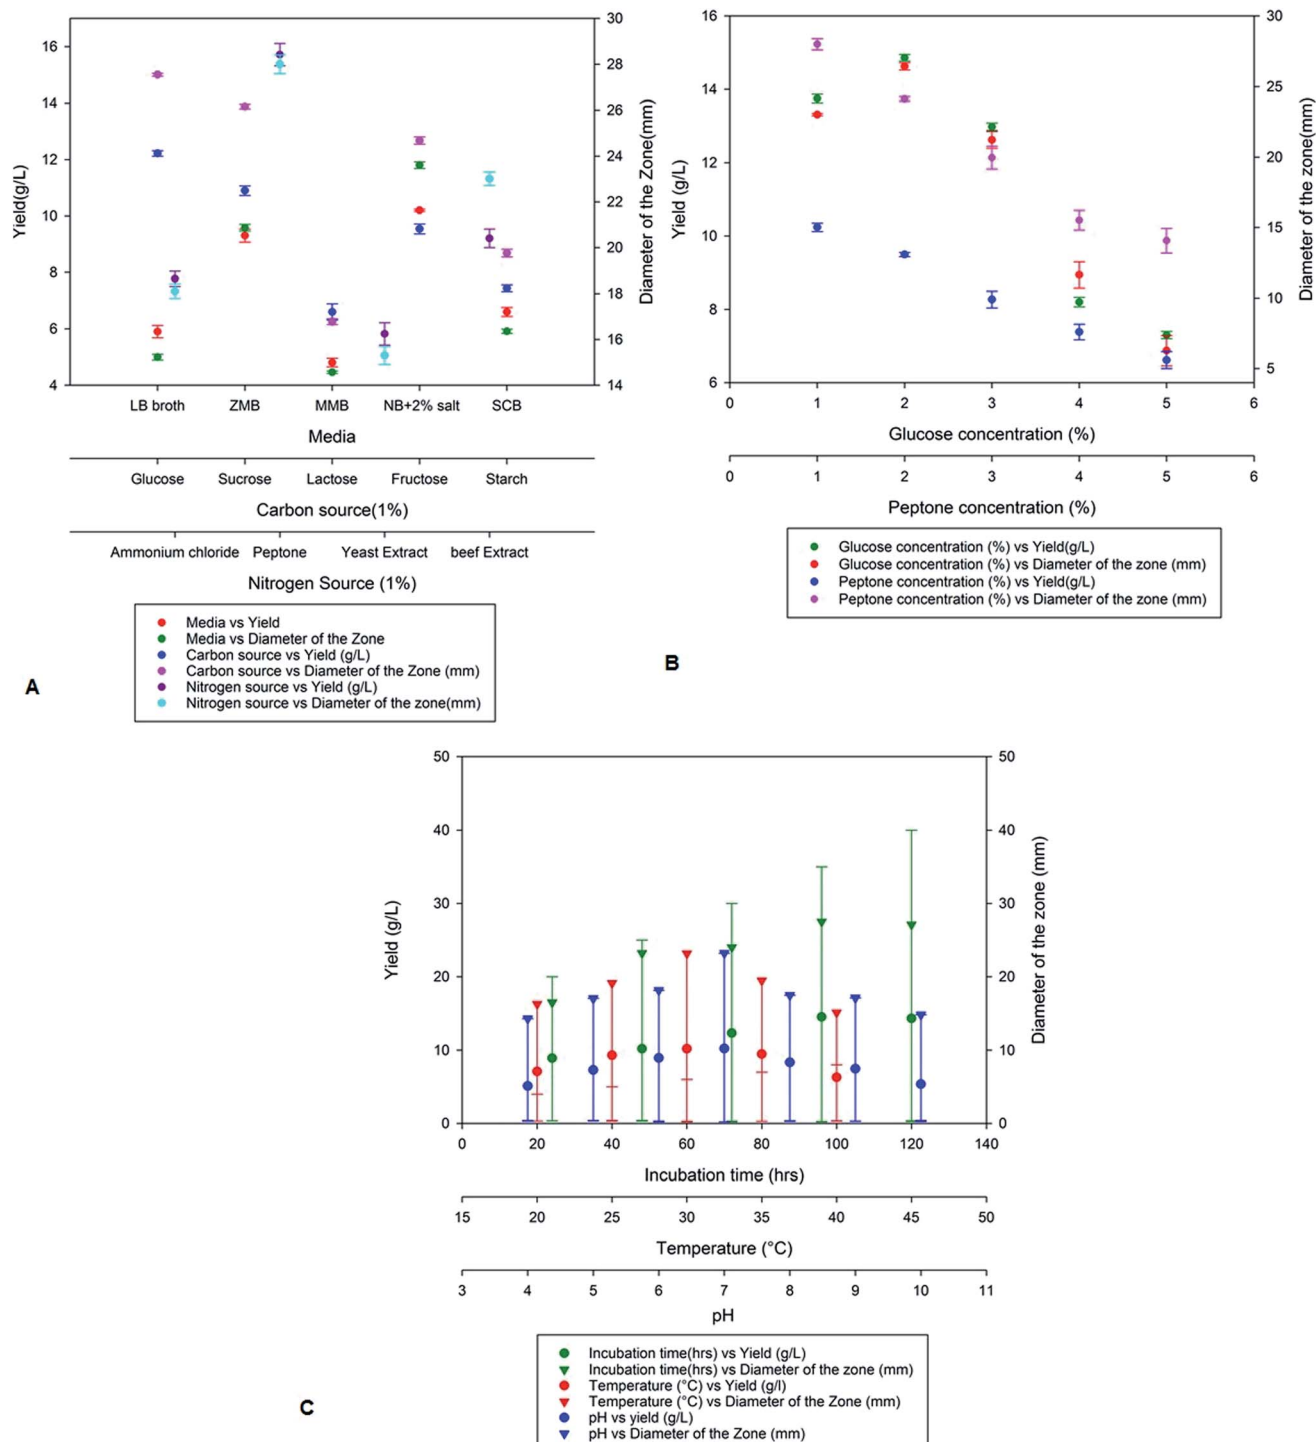 16
14
12
10
8
6
4
Yield(g/L)
30
28
26
24
22
20
18
16
14
Diameter of the Zone(mm)
LB broth ZMB MMB NB+2% salt SCB
Media
Glucose Sucrose Lactose Fructose Starch
Carbon source(1%)
Ammonium chloride Peptone Yeast Extract beef Extract
Nitrogen Source (1%)
Media vs Yield
Media vs Diameter of the Zone
Carbon source vs Yield (g/L)
Carbon source vs Diameter of the Zone (mm)
Nitrogen source vs Yield (g/L)
Nitrogen source vs Diameter of the zone(mm)
A
16
14
12
10
8
6
4
Yield (g/L)
30
25
20
15
10
5
Diameter of the zone(mm)
0 1 2 3 4 5 6
Glucose concentration (%)
0 1 2 3 4 5 6
Peptone concentration (%)
Glucose concentration (%) vs Yield(g/L)
Glucose concentration (%) vs Diameter of the zone (mm)
Peptone concentration (%) vs Yield(g/L)
Peptone concentration (%) vs Diameter of the zone (mm)
B
50
40
30
20
10
0
Yield (g/L)
50
40
30
20
10
0
Diameter of the zone (mm)
0 20 40 60 80 100 120 140
Incubation time (hrs)
15 20 25 30 35 40 45 50
Temperature (°C)
3 4 5 6 7 8 9 10 11
pH
Incubation time(hrs) vs Yield (g/L)
Incubation time(hrs) vs Diameter of the zone (mm)
Temperature (°C) vs Yield (g/l)
Temperature (°C) vs Diameter of the Zone (mm)
pH vs yield (g/L)
pH vs Diameter of the Zone (mm)
C